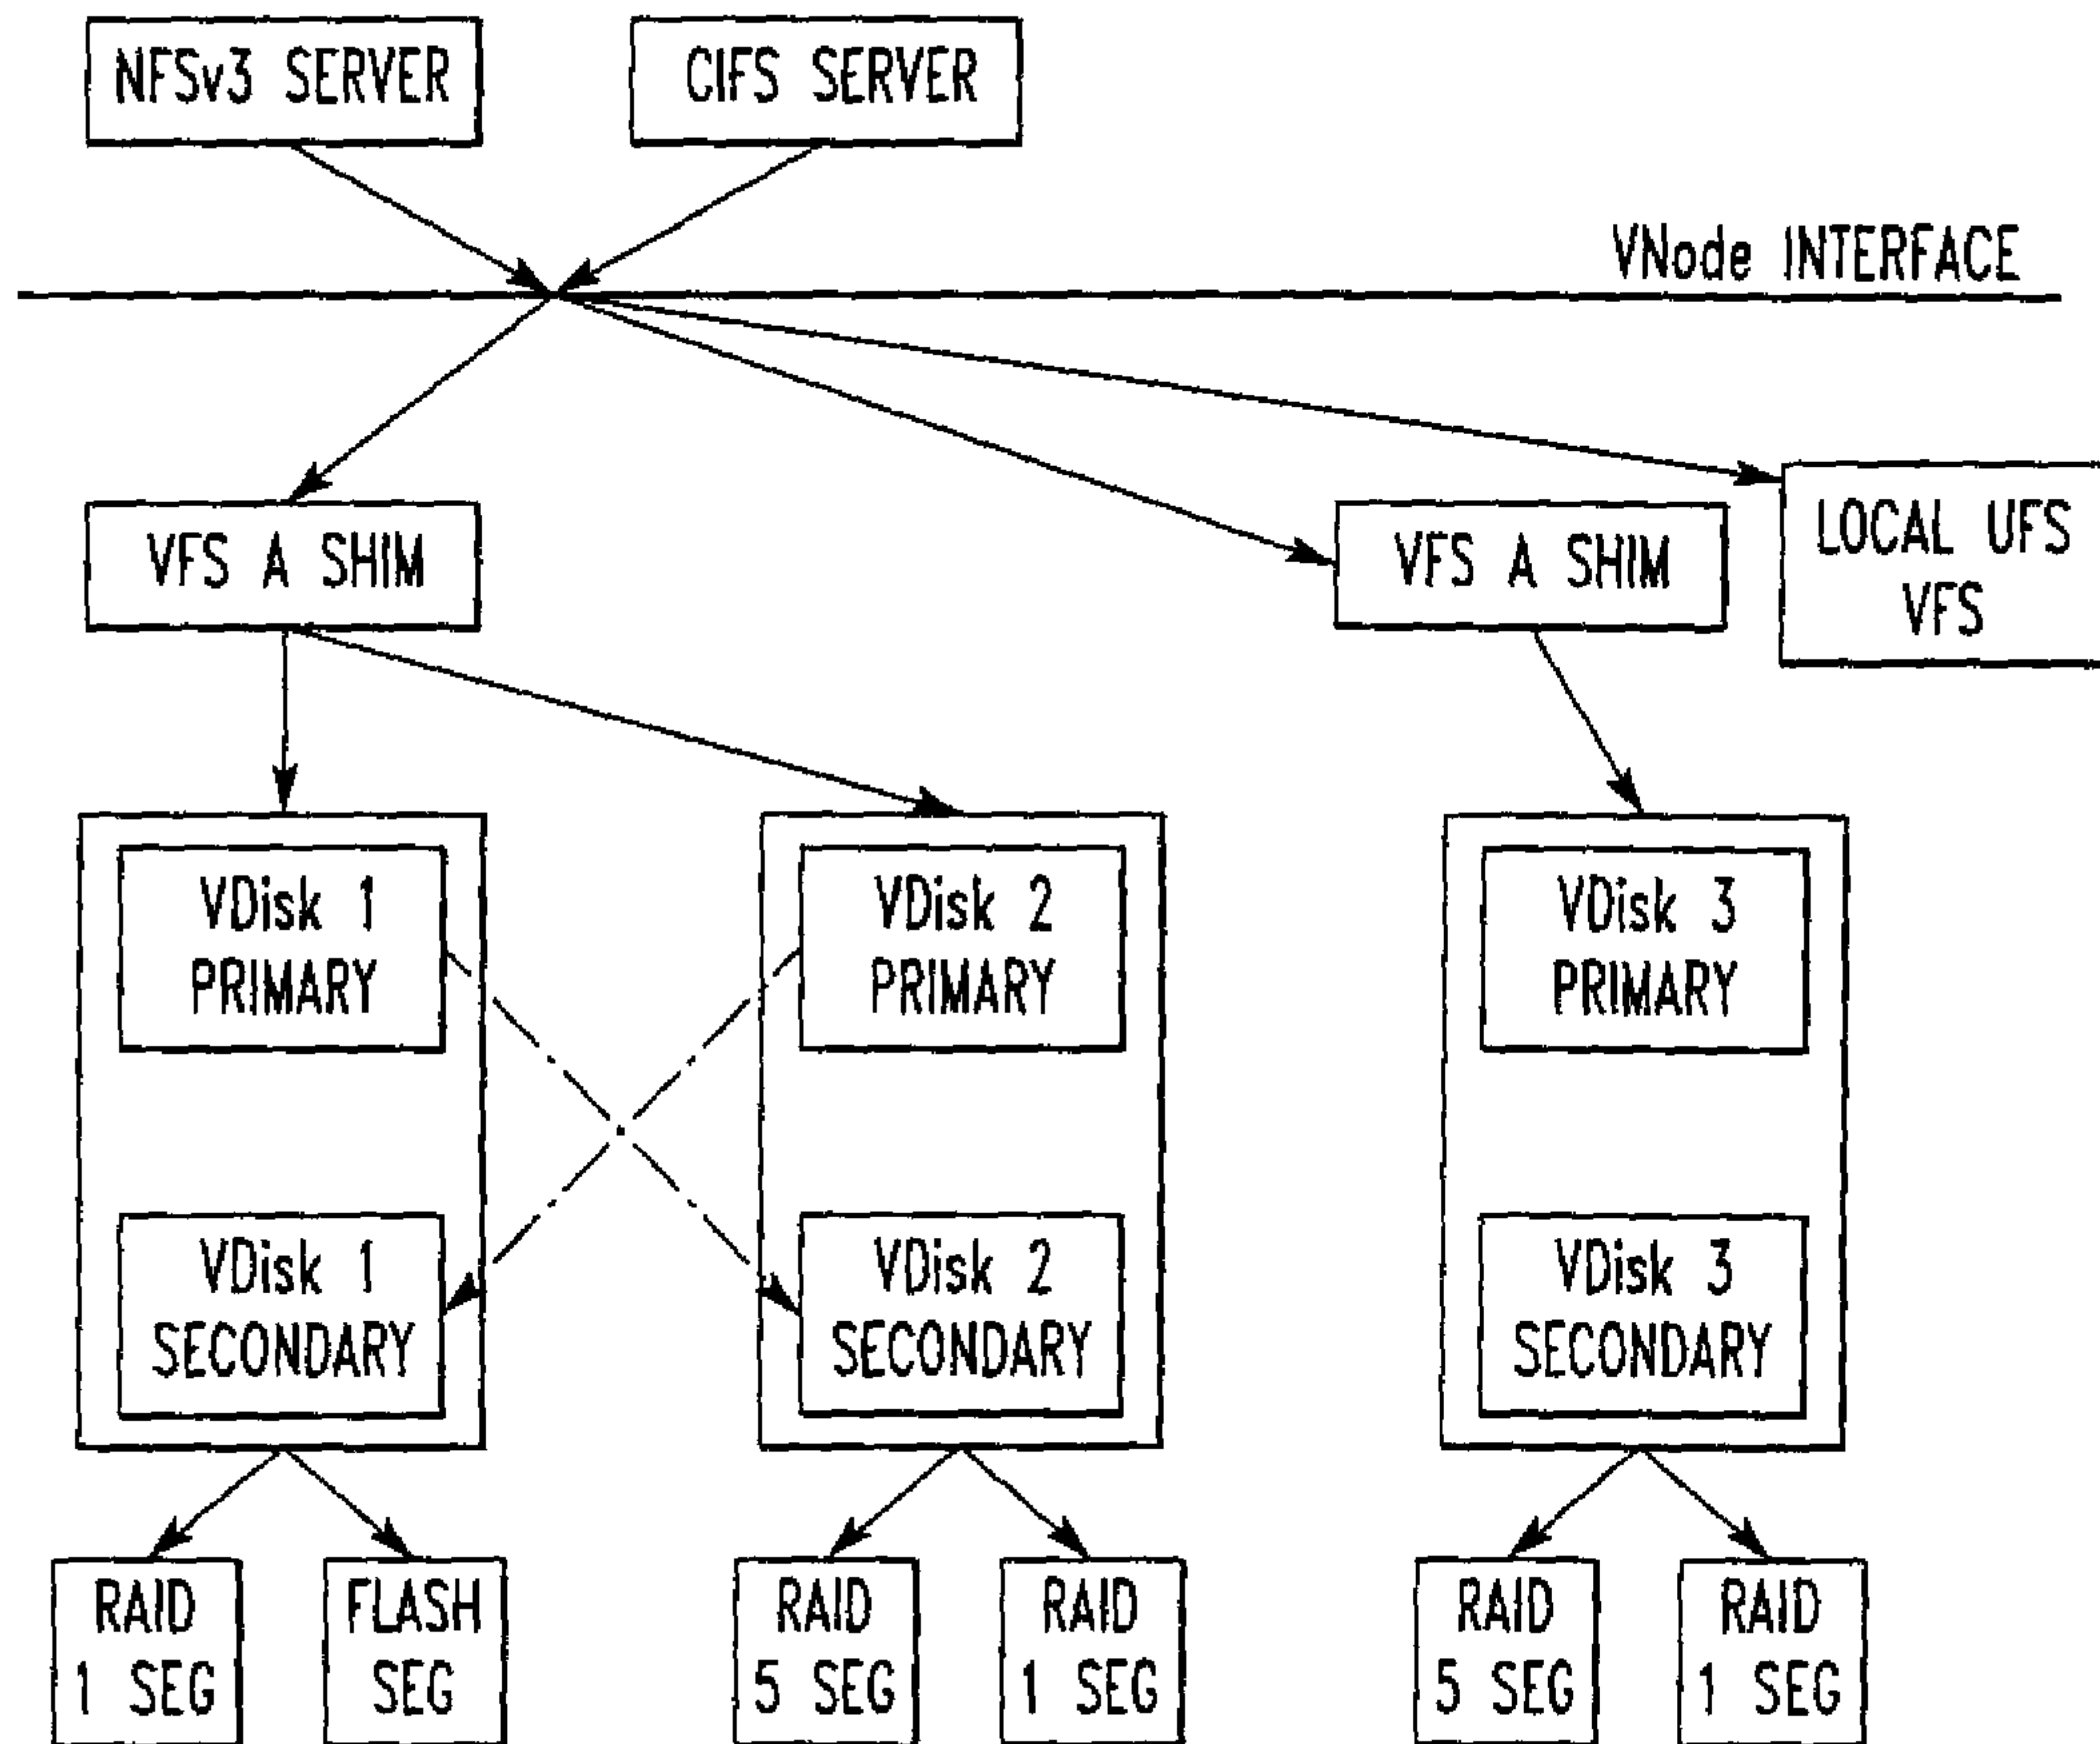 NFSv3 SERVER
CIFS SERVER
VNode INTERFACE
VFS A SHIM
VFS A SHIM
LOCAL UFS
VFS
VDisk 1
PRIMARY
VDisk 2
PRIMARY
VDisk 3
PRIMARY
VDisk 1
SECONDARY
VDisk 2
SECONDARY
VDisk 3
SECONDARY
RAID
1 SEG
FLASH
SEG
RAID
5 SEG
RAID
1 SEG
RAID
5 SEG
RAID
1 SEG